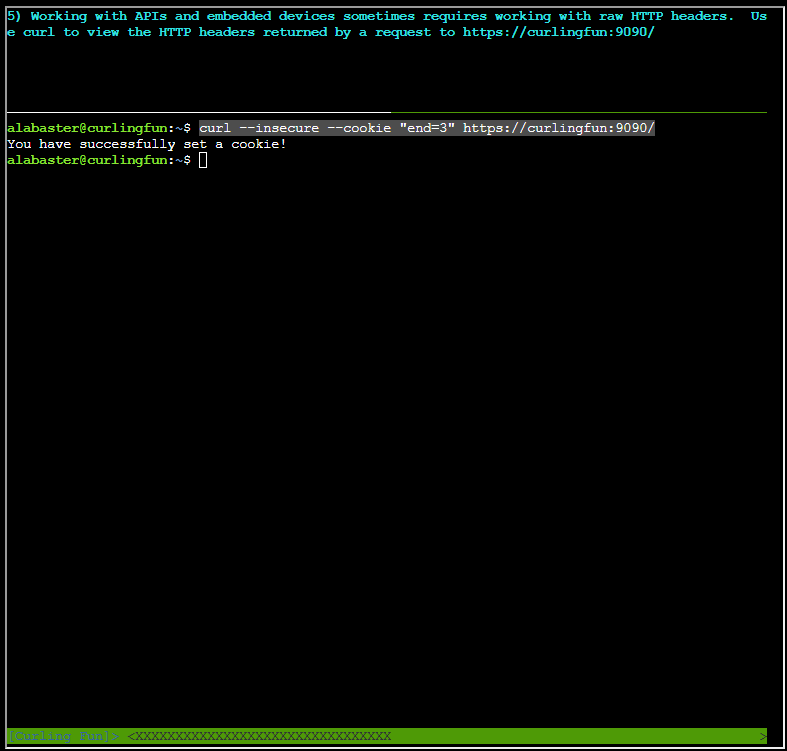 5) Working with APIs and embedded devices sometimes requires working with raw HTTP headers.  Us
e curl to view the HTTP headers returned by a request to https://curlingfun:9090/
alabaster@curlingfun:~$ curl --insecure --cookie "end=3" https://curlingfun:9090/
You have successfully set a cookie!
alabaster@curlingfun:~$
[Curling Fun]> <XXXXXXXXXXXXXXXXXXXXXXXXXXXXXXXX >